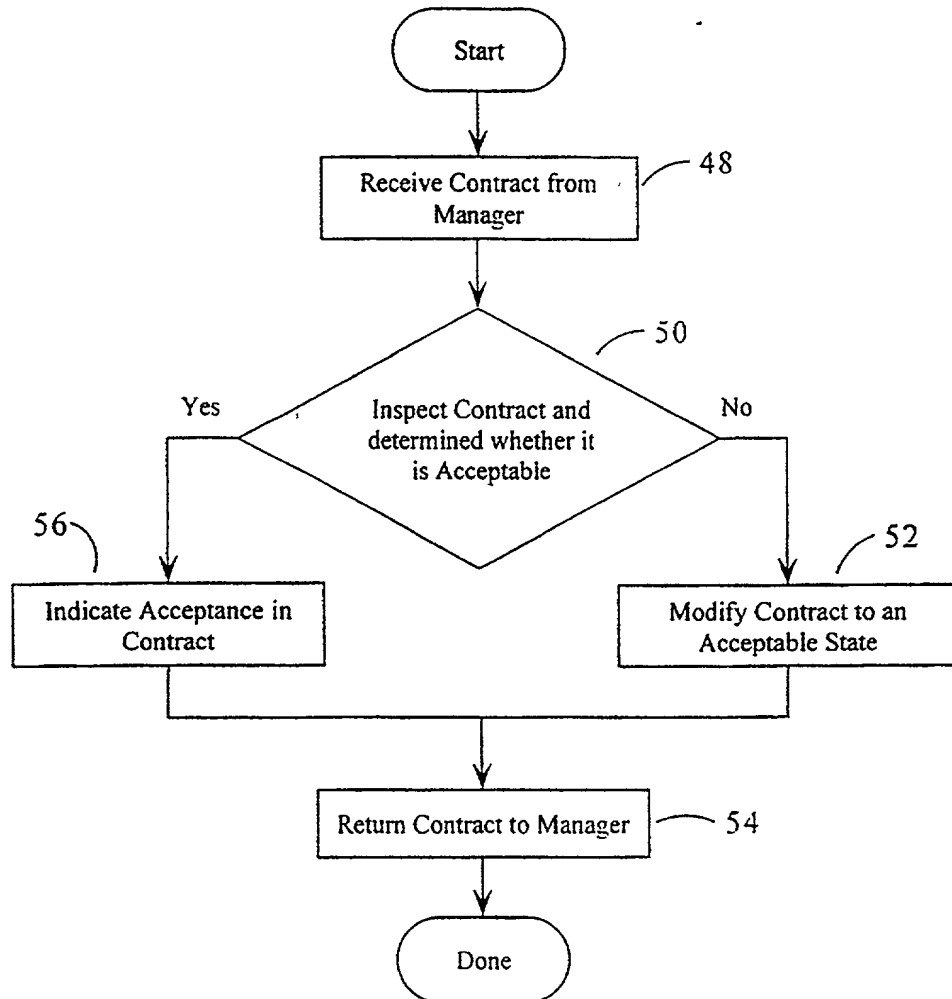 Start
Receive Contract from
Manager
48
50
Yes
Inspect Contract and
determined whether it
is Acceptable
No
56
Indicate Acceptance in
Contract
52
Modify Contract to an
Acceptable State
Return Contract to Manager
54
Done